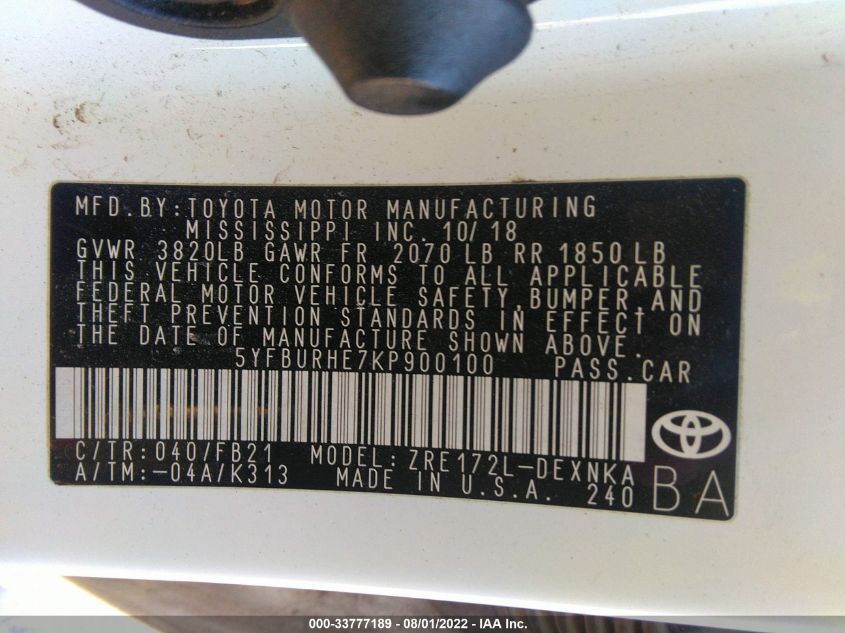 MFD.BY:TOYOTA MOTOR MANUFACTURING
MISSISSIPPI INC. 10/18
GVWR 3820LB GAWR FR 2070 LB RR 1850LB
THIS VEHICLE CONFORMS TO ALL APPLICABLE
FEDERAL MOTOR VEHICLE SAFETY,BUMPER,AND
THEFT PREVENTION STANDARDS IN EFFECT ON
THE DATE OF MANUFACTURE SHOWN ABOVE.
5YFBURHE7KP900100 PASS.CAR
C/TR:040/FB21 MODEL:ZRE172L-DEXNKA
A/TM:-04A/K313 MADE IN U.S.A. 240
BA
000-33777189 - 08/01/2022 - IAA Inc.